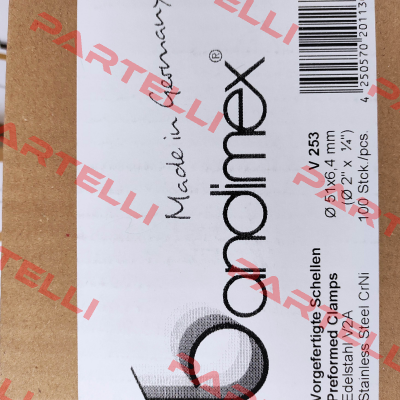 Made in Germany
bandimex®
Vorgefertigte Schellen
Preformed Clamps
Edelstahl V2A
Stainless Steel CrNi
V 253
Ø 51x6,4 mm
(Ø 2" x ¼")
100 Stck./pcs.
4 250570 20113
PARTELLI
PARTELLI
PARTELLI
PARTELLI